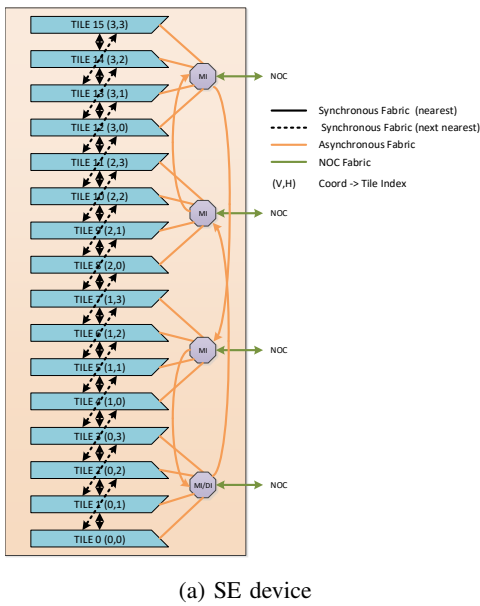 TILE 15 (3,3)
TILE 14 (3,2)
MI
NOC
TILE 13 (3,1)
TILE 12 (3,0)
TILE 11 (2,3)
TILE 10 (2,2)
MI
NOC
TILE 9 (2,1)
TILE 8 (2,0)
TILE 7 (1,3)
TILE 6 (1,2)
MI
NOC
TILE 5 (1,1)
TILE 4 (1,0)
TILE 3 (0,3)
TILE 2 (0,2)
MI/DI
NOC
TILE 1 (0,1)
TILE 0 (0,0)
Synchronous Fabric (nearest)
Synchronous Fabric (next nearest)
Asynchronous Fabric
NOC Fabric
(V,H) Coord -> Tile Index
(a) SE device